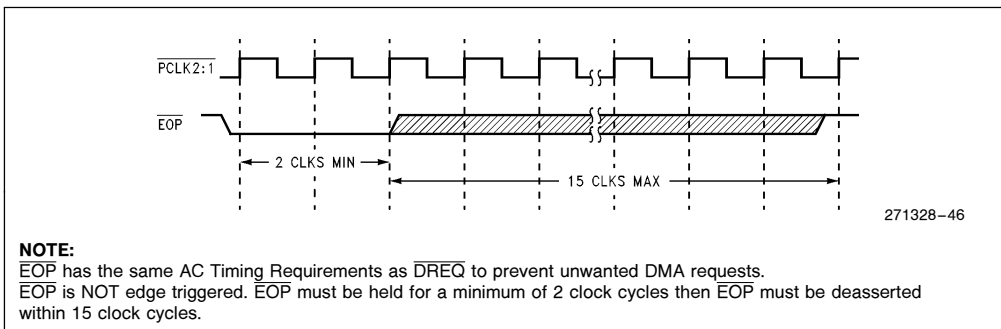 PCLK2:1
EOP
2 CLKS MIN
15 CLKS MAX
271328–46
NOTE:
EOP has the same AC Timing Requirements as DREQ to prevent unwanted DMA requests.
EOP is NOT edge triggered. EOP must be held for a minimum of 2 clock cycles then EOP must be deasserted
within 15 clock cycles.